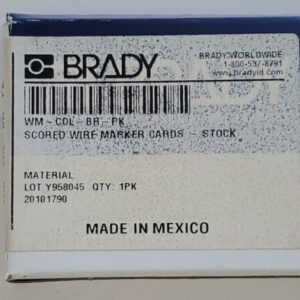 BRADY
BRADY WORLDWIDE
1-800-537-8791
www.bradyid.com
WM-COL-BR-PK
SCORED WIRE MARKER CARDS - STOCK
MATERIAL:
LOT Y958045 QTY: 1PK
20101790
MADE IN MEXICO